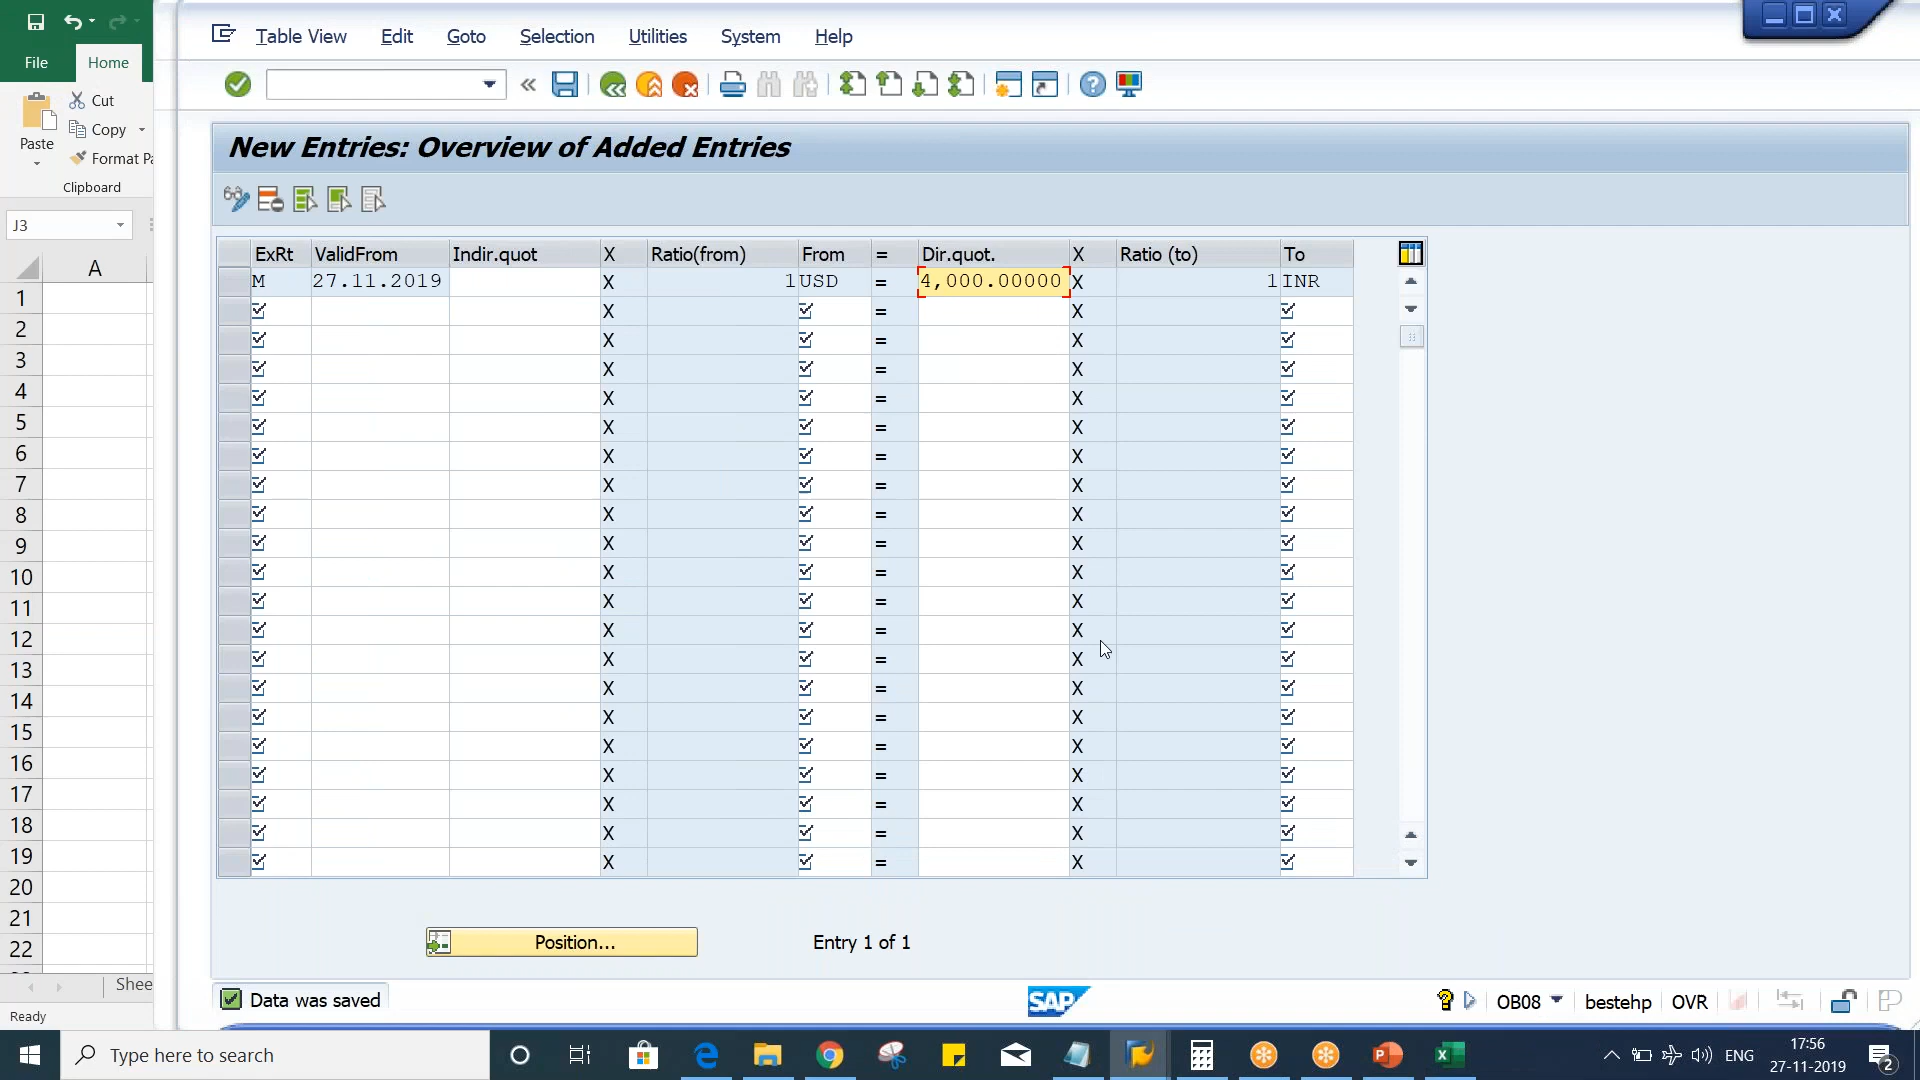 Table View Edit Goto Selection Utilities System Help
File Home
Cut
Copy
Format Pa
Paste
Clipboard
New Entries: Overview of Added Entries
J3
A
ExRt ValidFrom Indir.quot X Ratio(from) From = Dir.quot. X Ratio (to) To
M 27.11.2019 X 1 USD = 4,000.00000 X 1 INR
1 X = X
2 X = X
3 X = X
4 X = X
5 X = X
6 X = X
7 X = X
8 X = X
9 X = X
10 X = X
11 X = X
12 X = X
13 X = X
14 X = X
15 X = X
16 X = X
17 X = X
18 X = X
19 X = X
20 X = X
21
22
Position... Entry 1 of 1
Shee
Data was saved SAP OB08 bestehp OVR
Ready
Type here to search ENG 17:56
27-11-2019
2